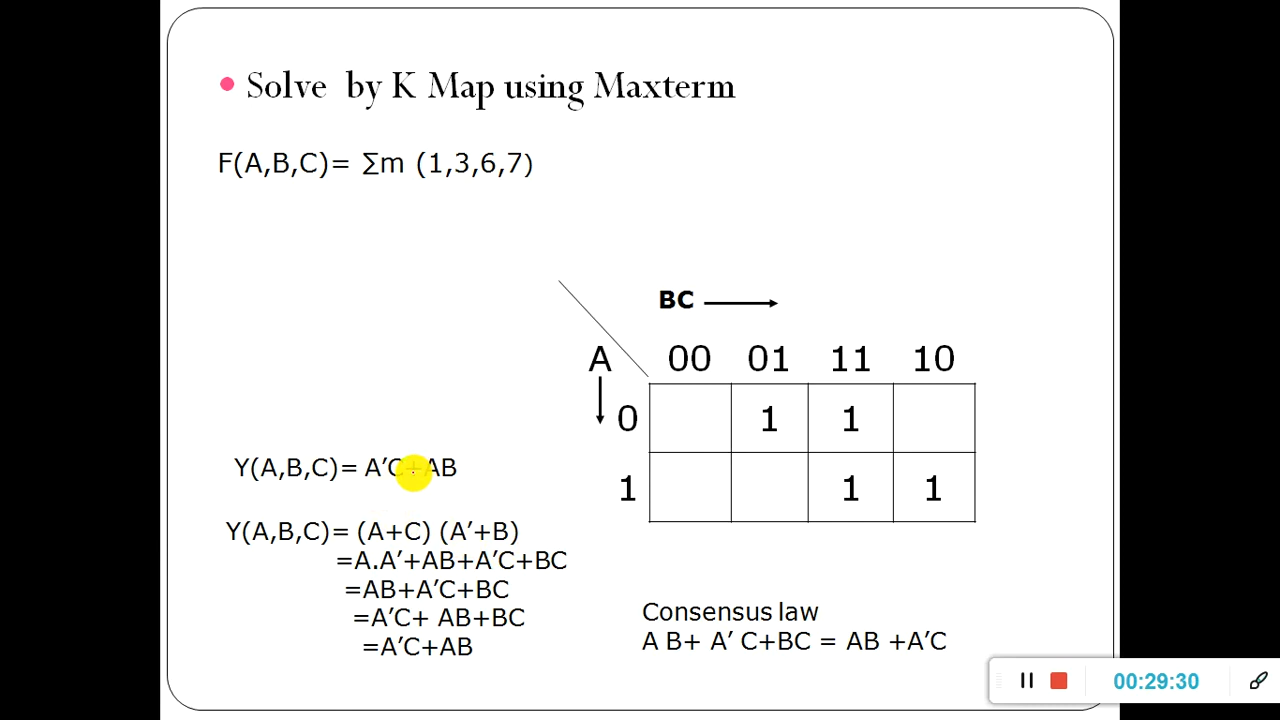 Solve by K Map using Maxterm
F(A,B,C)= ∑m (1,3,6,7)
BC
A 00 01 11 10
0 1 1
1 1 1
Y(A,B,C)= A’C+AB
Y(A,B,C)= (A+C) (A’+B)
=A.A’+AB+A’C+BC
=AB+A’C+BC
=A’C+ AB+BC
=A’C+AB
Consensus law
A B+ A’ C+BC = AB +A’C
00:29:30